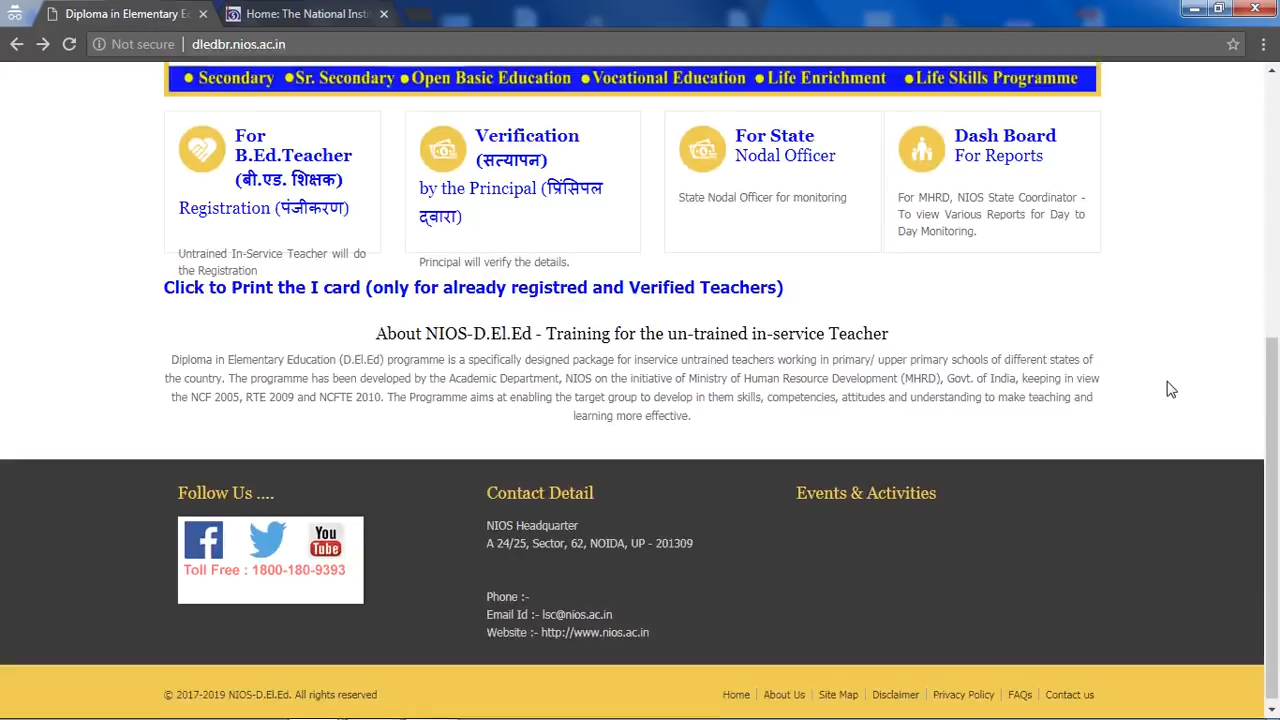 Diploma in Elementary E
Home: The National Insti
Not secure
dledbr.nios.ac.in
● Secondary ●Sr. Secondary ●Open Basic Education ●Vocational Education ●Life Enrichment ●Life Skills Programme
For
B.Ed.Teacher
(बी.एड. शिक्षक)
Registration (पंजीकरण)
Untrained In-Service Teacher will do
the Registration
Verification
(सत्यापन)
by the Principal (प्रिंसिपल
द्वारा)
Principal will verify the details.
For State
Nodal Officer
State Nodal Officer for monitoring
Dash Board
For Reports
For MHRD, NIOS State Coordinator -
To view Various Reports for Day to
Day Monitoring.
Click to Print the I card (only for already registred and Verified Teachers)
About NIOS-D.El.Ed - Training for the un-trained in-service Teacher
Diploma in Elementary Education (D.El.Ed) programme is a specifically designed package for inservice untrained teachers working in primary/ upper primary schools of different states of
the country. The programme has been developed by the Academic Department, NIOS on the initiative of Ministry of Human Resource Development (MHRD), Govt. of India, keeping in view
the NCF 2005, RTE 2009 and NCFTE 2010. The Programme aims at enabling the target group to develop in them skills, competencies, attitudes and understanding to make teaching and
learning more effective.
Follow Us ....
You
Tube
Toll Free : 1800-180-9393
Contact Detail
NIOS Headquarter
A 24/25, Sector, 62, NOIDA, UP - 201309
Phone :-
Email Id :- lsc@nios.ac.in
Website :- http://www.nios.ac.in
Events & Activities
© 2017-2019 NIOS-D.El.Ed. All rights reserved
Home | About Us | Site Map | Disclaimer | Privacy Policy | FAQs | Contact us